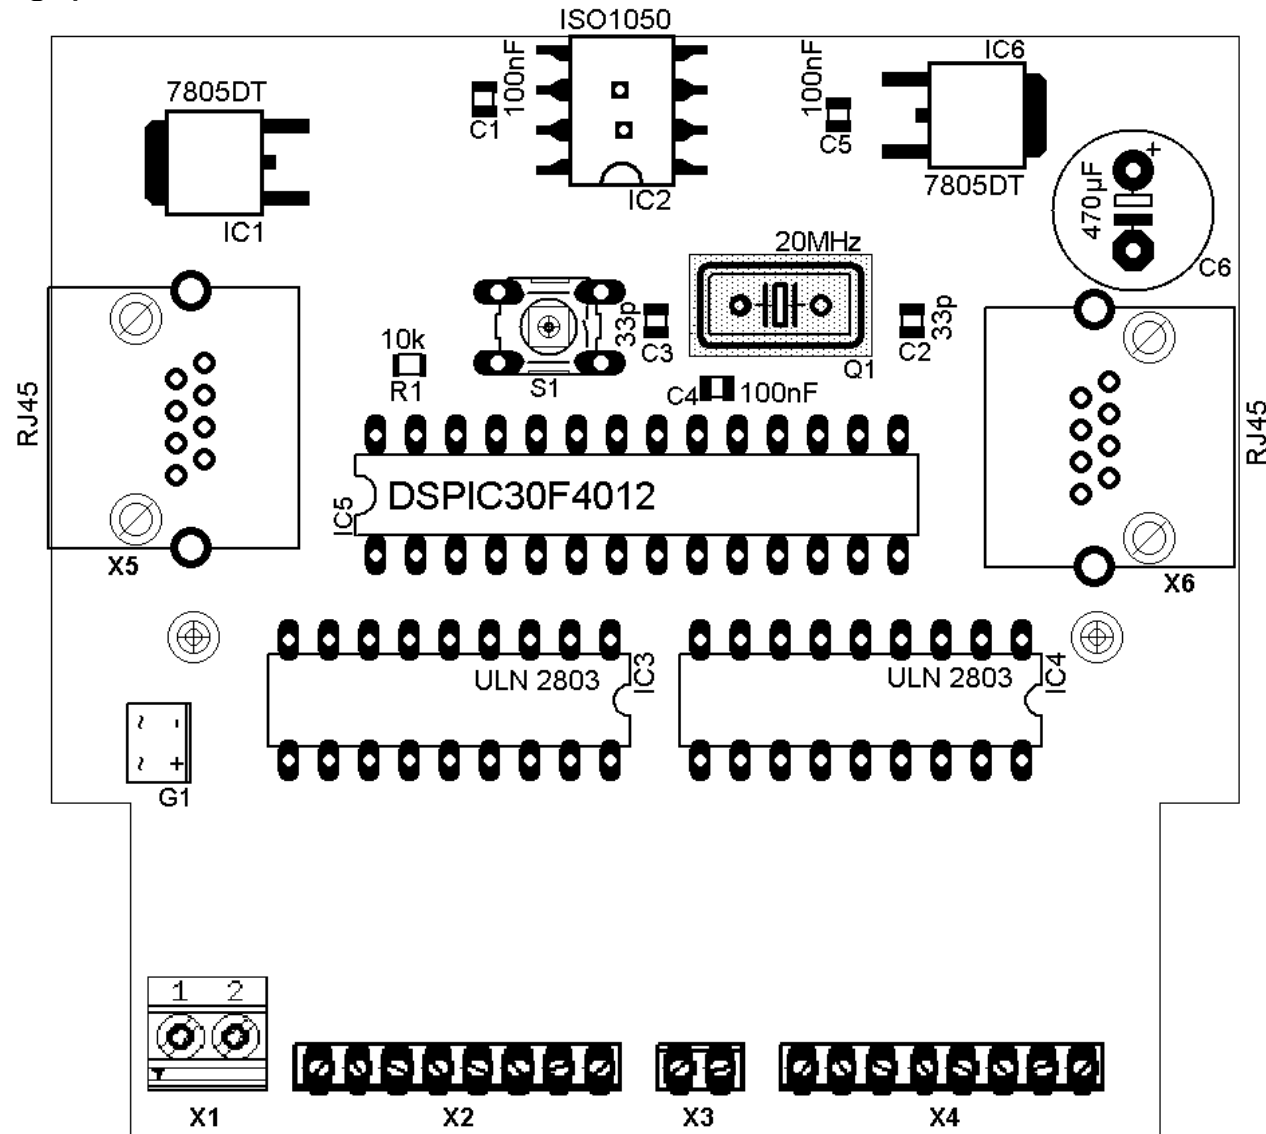 ISO1050
IC6
7805DT
100nF
C1
100nF
C5
IC2
7805DT
IC1
470µF
+
C6
20MHz
33p
C3
33p
C2
Q1
10k
R1
S1
C4
100nF
RJ45
RJ45
IC5
DSPIC30F4012
X5
X6
ULN 2803
IC3
ULN 2803
IC4
~ -
~ +
G1
1 2
X1
X2
X3
X4